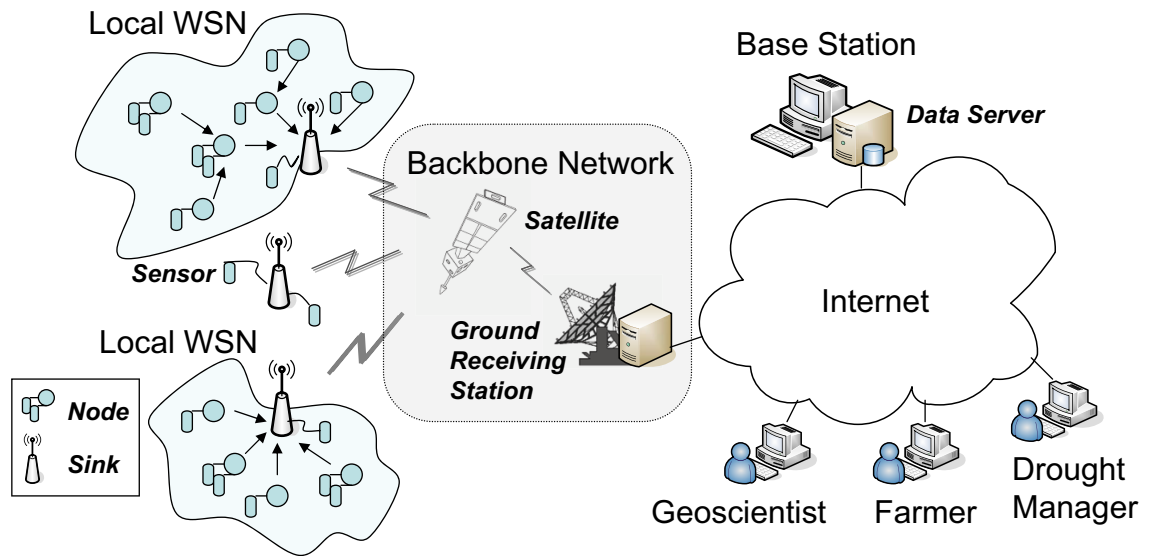 Local WSN
Base Station
Data Server
Backbone Network
Satellite
Sensor
Internet
Ground
Receiving
Station
Local WSN
Node
Sink
Geoscientist
Farmer
Drought
Manager